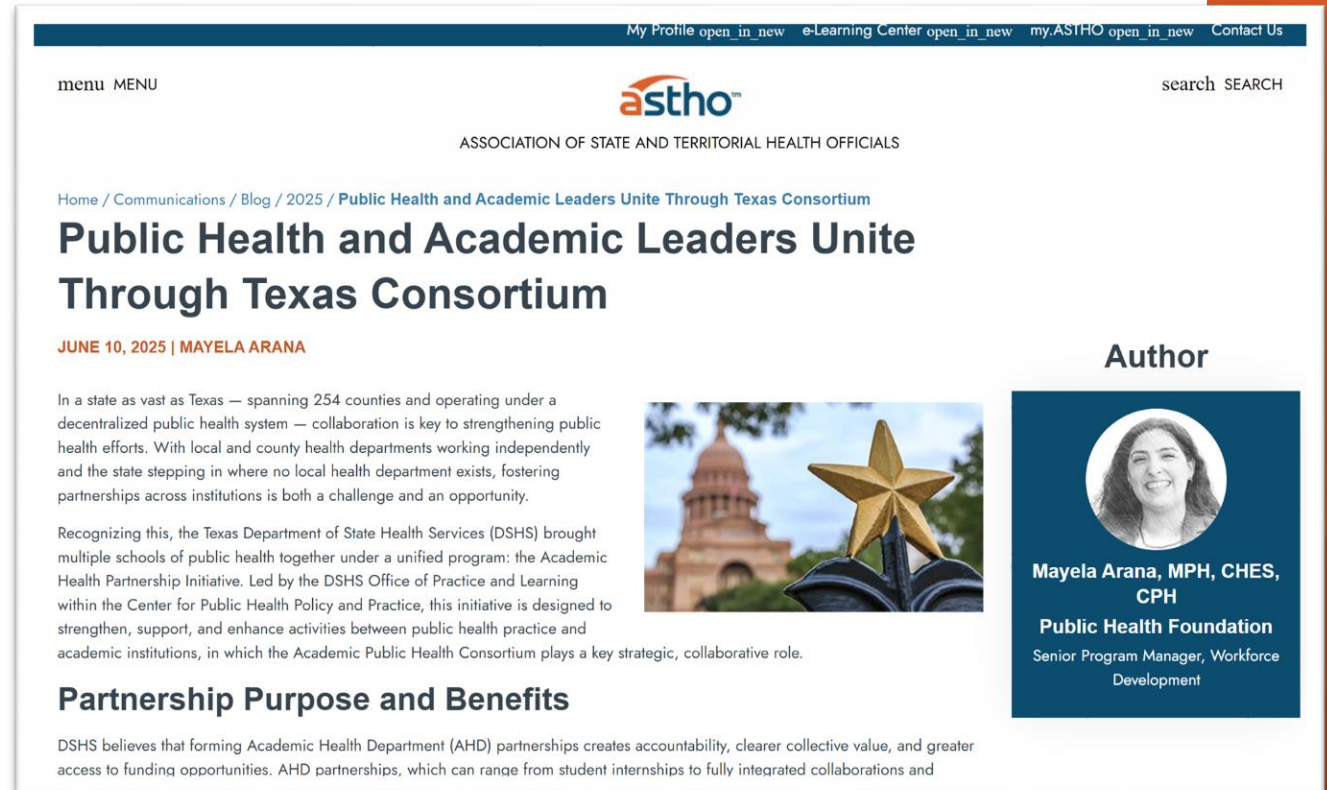 My Profile open_in_new e-Learning Center open_in_new my.ASTHO open_in_new Contact Us
menu MENU
astho™
search SEARCH
ASSOCIATION OF STATE AND TERRITORIAL HEALTH OFFICIALS
Home / Communications / Blog / 2025 / Public Health and Academic Leaders Unite Through Texas Consortium
Public Health and Academic Leaders Unite
Through Texas Consortium
JUNE 10, 2025 | MAYELA ARANA
In a state as vast as Texas — spanning 254 counties and operating under a
decentralized public health system — collaboration is key to strengthening public
health efforts. With local and county health departments working independently
and the state stepping in where no local health department exists, fostering
partnerships across institutions is both a challenge and an opportunity.
Recognizing this, the Texas Department of State Health Services (DSHS) brought
multiple schools of public health together under a unified program: the Academic
Health Partnership Initiative. Led by the DSHS Office of Practice and Learning
within the Center for Public Health Policy and Practice, this initiative is designed to
strengthen, support, and enhance activities between public health practice and
academic institutions, in which the Academic Public Health Consortium plays a key strategic, collaborative role.
Partnership Purpose and Benefits
DSHS believes that forming Academic Health Department (AHD) partnerships creates accountability, clearer collective value, and greater
access to funding opportunities. AHD partnerships, which can range from student internships to fully integrated collaborations and
Author
Mayela Arana, MPH, CHES,
CPH
Public Health Foundation
Senior Program Manager, Workforce
Development